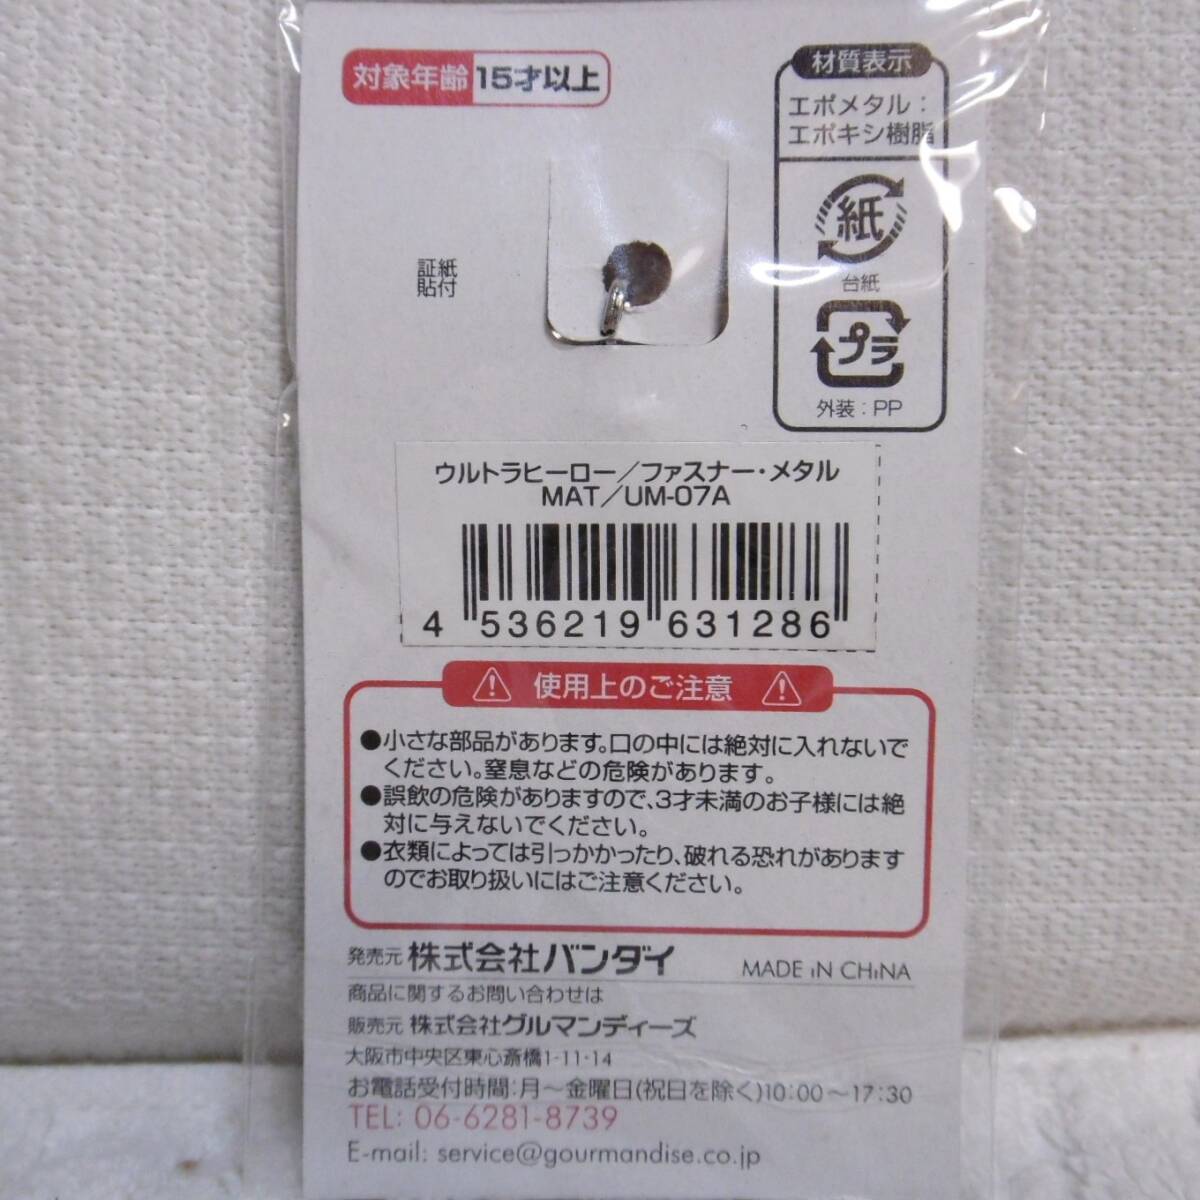 対象年齢 15才以上
材質表示
エポメタル：
エポキシ樹脂
紙
台紙
プラ
外装：PP
証紙
貼付
ウルトラヒーロー／ファスナー・メタル
MAT／UM-07A
4 536219 631286
使用上のご注意
●小さな部品があります。口の中には絶対に入れないで
ください。窒息などの危険があります。
●誤飲の危険がありますので、3才未満のお子様には絶
対に与えないでください。
●衣類によっては引っかかったり、破れる恐れがあります
のでお取り扱いにはご注意ください。
発売元 株式会社バンダイ MADE iN CHiNA
商品に関するお問い合わせは
販売元 株式会社グルマンディーズ
大阪市中央区東心斎橋1-11-14
お電話受付時間：月～金曜日(祝日を除く)10:00～17:30
TEL: 06-6281-8739
E-mail: service@gourmandise.co.jp